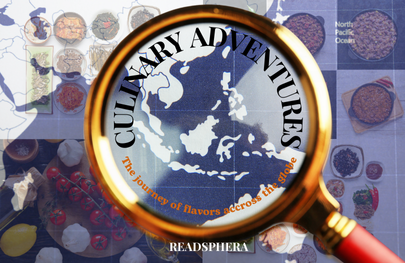 CULINARY ADVENTURES
The journey of flavors accross the globe
North
Pacific
Ocean
READSPHERA